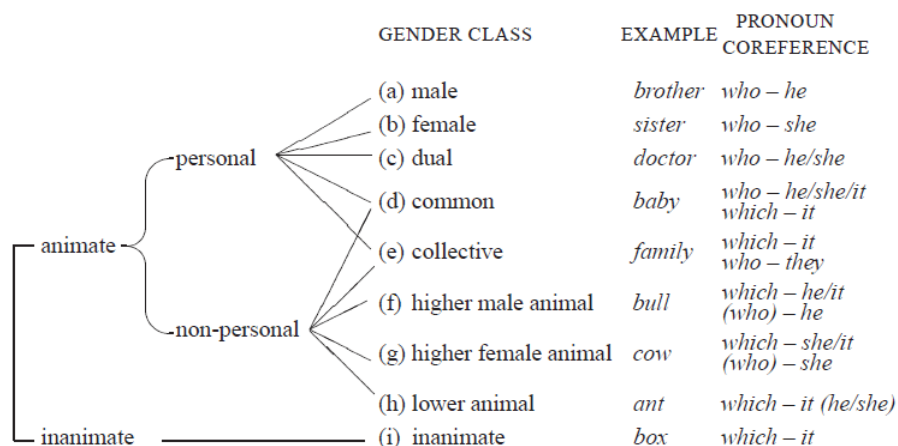 GENDER CLASS EXAMPLE PRONOUN COREFERENCE
(a) male brother who – he
(b) female sister who – she
personal (c) dual doctor who – he/she
(d) common baby who – he/she/it
which – it
animate (e) collective family which – it
who – they
non-personal (f) higher male animal bull which – he/it
(who) – he
(g) higher female animal cow which – she/it
(who) – she
(h) lower animal ant which – it (he/she)
inanimate (i) inanimate box which – it